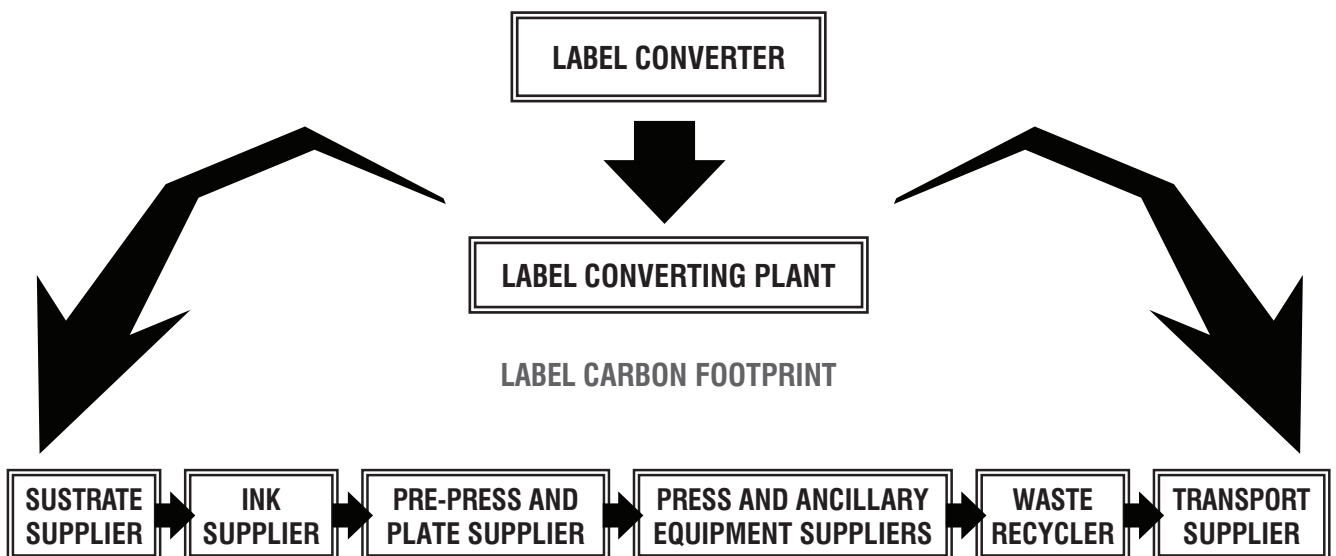 LABEL CONVERTER
LABEL CONVERTING PLANT
LABEL CARBON FOOTPRINT
SUSTRATE
SUPPLIER
INK
SUPPLIER
PRE-PRESS AND
PLATE SUPPLIER
PRESS AND ANCILLARY
EQUIPMENT SUPPLIERS
WASTE
RECYCLER
TRANSPORT
SUPPLIER